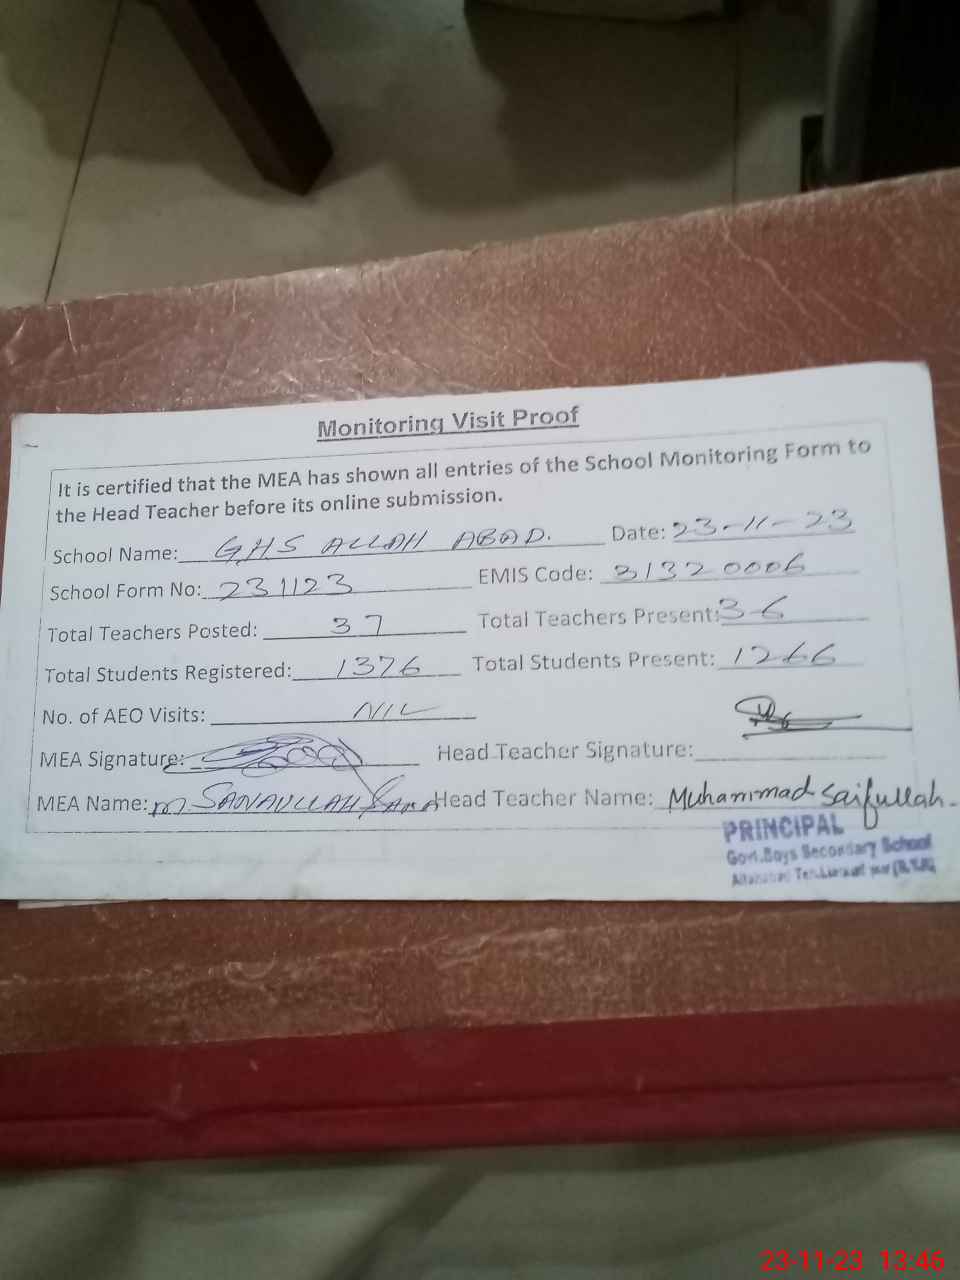 Monitoring Visit Proof
It is certified that the MEA has shown all entries of the School Monitoring Form to
the Head Teacher before its online submission.
School Name: G.H.S ALLAH ABAD. Date: 23-11-23
School Form No: 231123 EMIS Code: 31320006
Total Teachers Posted: 37 Total Teachers Present: 36
Total Students Registered: 1376 Total Students Present: 1266
No. of AEO Visits: NIL
MEA Signature: Head Teacher Signature:
MEA Name: M. SANAULLAH Head Teacher Name: Muhammad Saifullah.
PRINCIPAL
Govt.Boys Secondary School
23-11-23 13:46